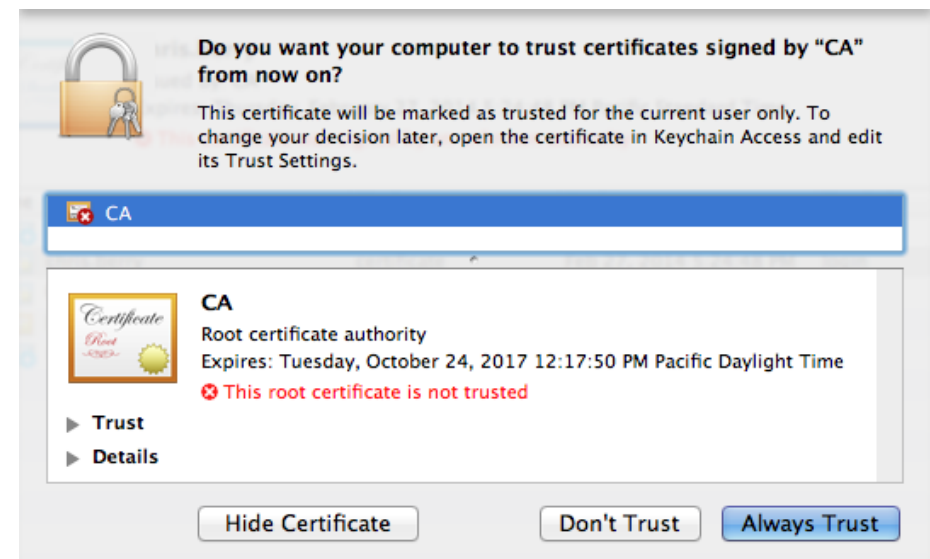 Do you want your computer to trust certificates signed by “CA”
from now on?
This certificate will be marked as trusted for the current user only. To
change your decision later, open the certificate in Keychain Access and edit
its Trust Settings.
CA
Certificate
Root
CA
Root certificate authority
Expires: Tuesday, October 24, 2017 12:17:50 PM Pacific Daylight Time
This root certificate is not trusted
Trust
Details
Hide Certificate
Don't Trust
Always Trust